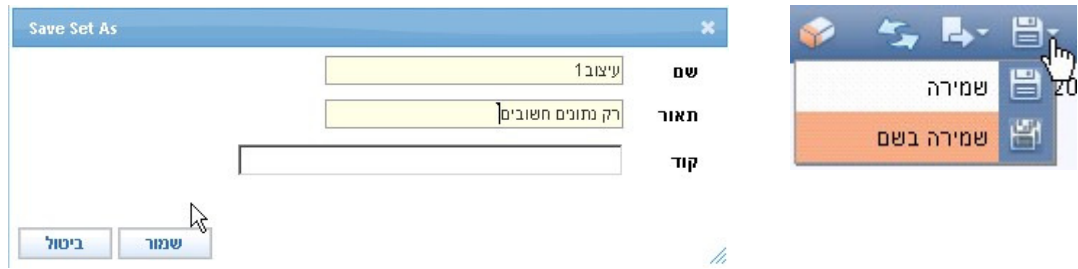 Save Set As
שם
עיצוב1
תאור
רק נתונים חשובים
קוד
שמור
ביטול
שמירה
20
שמירה בשם